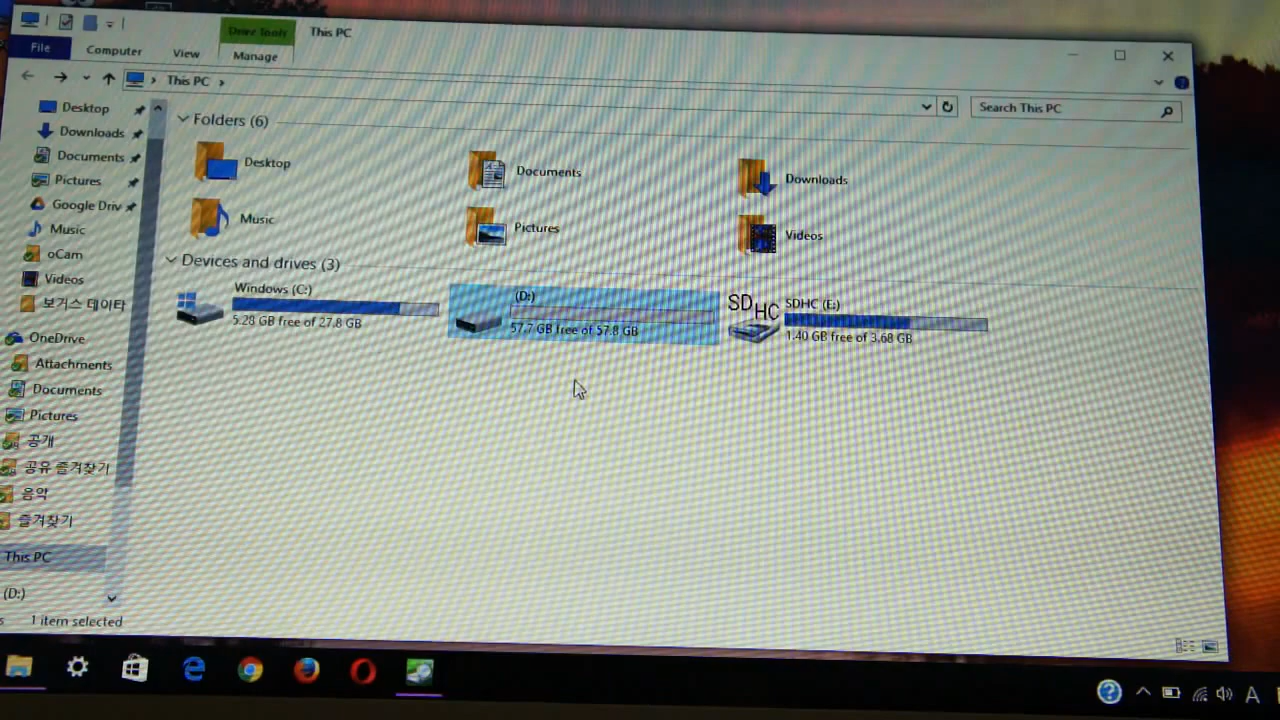 Drive Tools
This PC
File
Computer
View
Manage
This PC
Search This PC
Desktop
Downloads
Documents
Pictures
Google Driv
Music
oCam
Videos
보거스 데이타
OneDrive
Attachments
Documents
Pictures
공개
공유 즐겨찾기
음악
즐겨찾기
This PC
(D:)
1 item selected
Folders (6)
Desktop
Documents
Downloads
Music
Pictures
Videos
Devices and drives (3)
Windows (C:)
5.28 GB free of 27.8 GB
(D:)
57.7 GB free of 57.8 GB
SDHC
SDHC (E:)
1.40 GB free of 3.68 GB
A